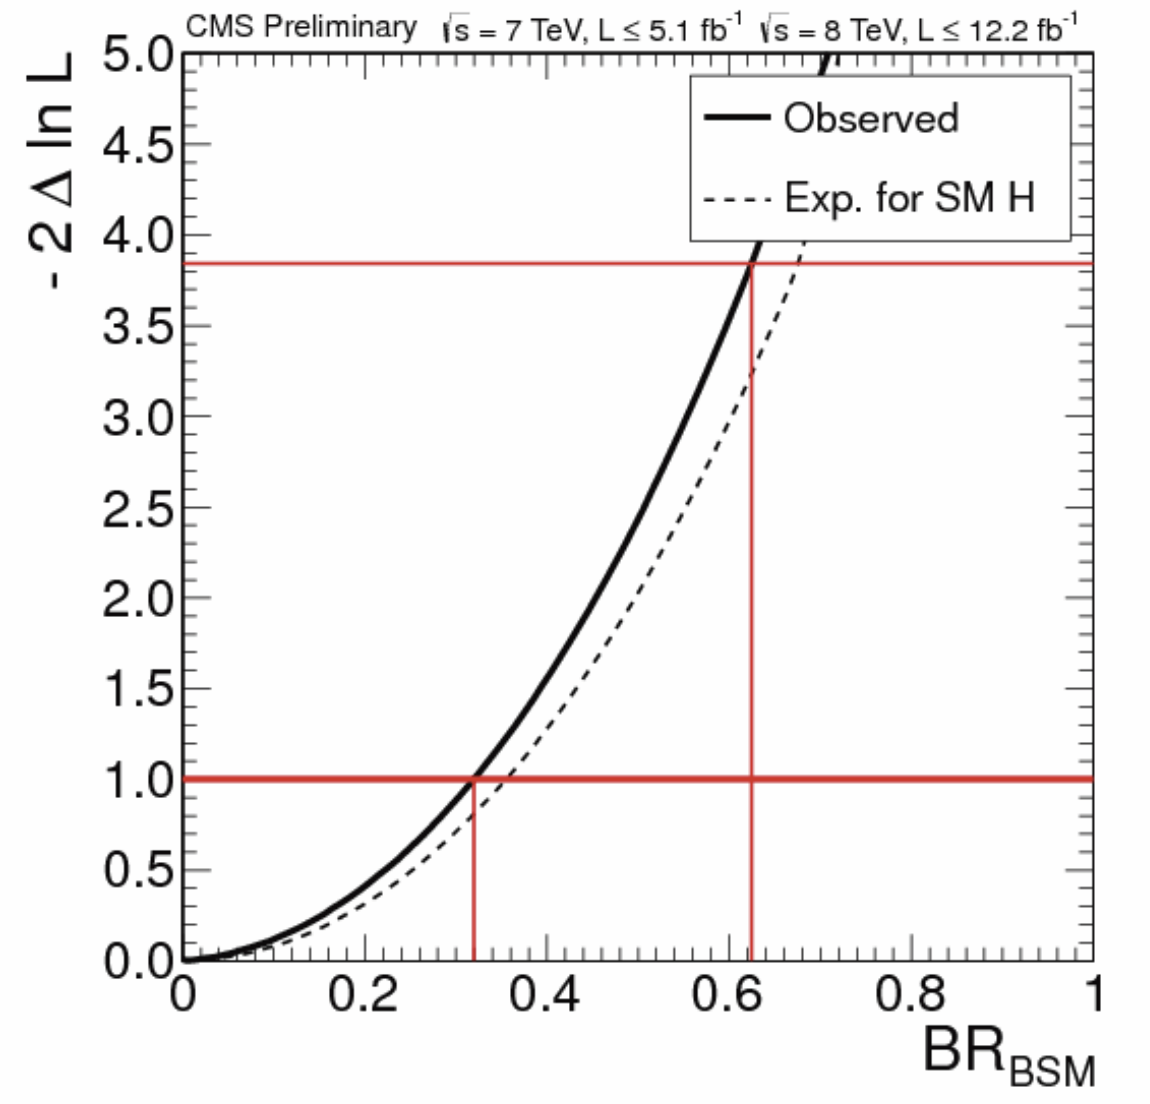 CMS Preliminary √s = 7 TeV, L ≤ 5.1 fb⁻¹ √s = 8 TeV, L ≤ 12.2 fb⁻¹
- 2 Δ ln L
5.0
4.5
4.0
3.5
3.0
2.5
2.0
1.5
1.0
0.5
0.0
Observed
Exp. for SM H
0 0.2 0.4 0.6 0.8 1
BR_BSM